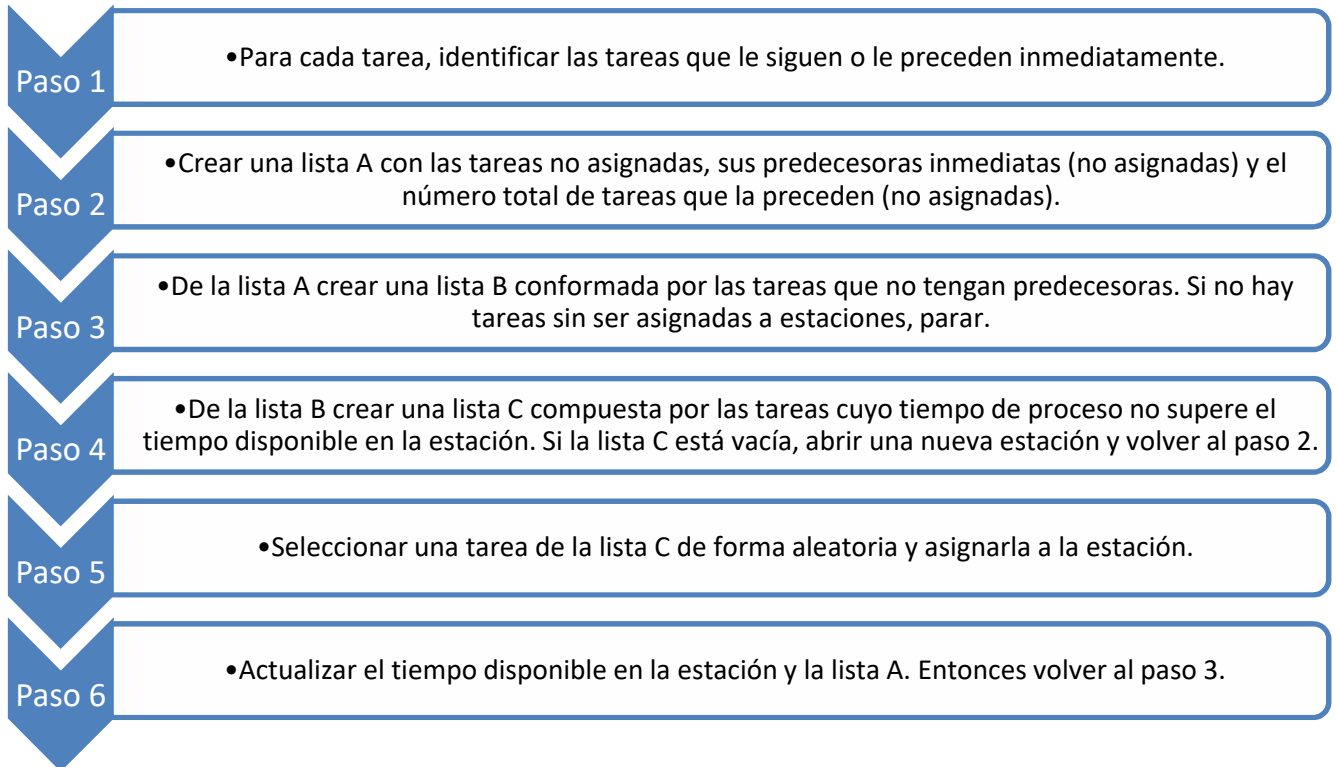 Paso 1
•Para cada tarea, identificar las tareas que le siguen o le preceden inmediatamente.
Paso 2
•Crear una lista A con las tareas no asignadas, sus predecesoras inmediatas (no asignadas) y el
número total de tareas que la preceden (no asignadas).
Paso 3
•De la lista A crear una lista B conformada por las tareas que no tengan predecesoras. Si no hay
tareas sin ser asignadas a estaciones, parar.
Paso 4
•De la lista B crear una lista C compuesta por las tareas cuyo tiempo de proceso no supere el
tiempo disponible en la estación. Si la lista C está vacía, abrir una nueva estación y volver al paso 2.
Paso 5
•Seleccionar una tarea de la lista C de forma aleatoria y asignarla a la estación.
Paso 6
•Actualizar el tiempo disponible en la estación y la lista A. Entonces volver al paso 3.